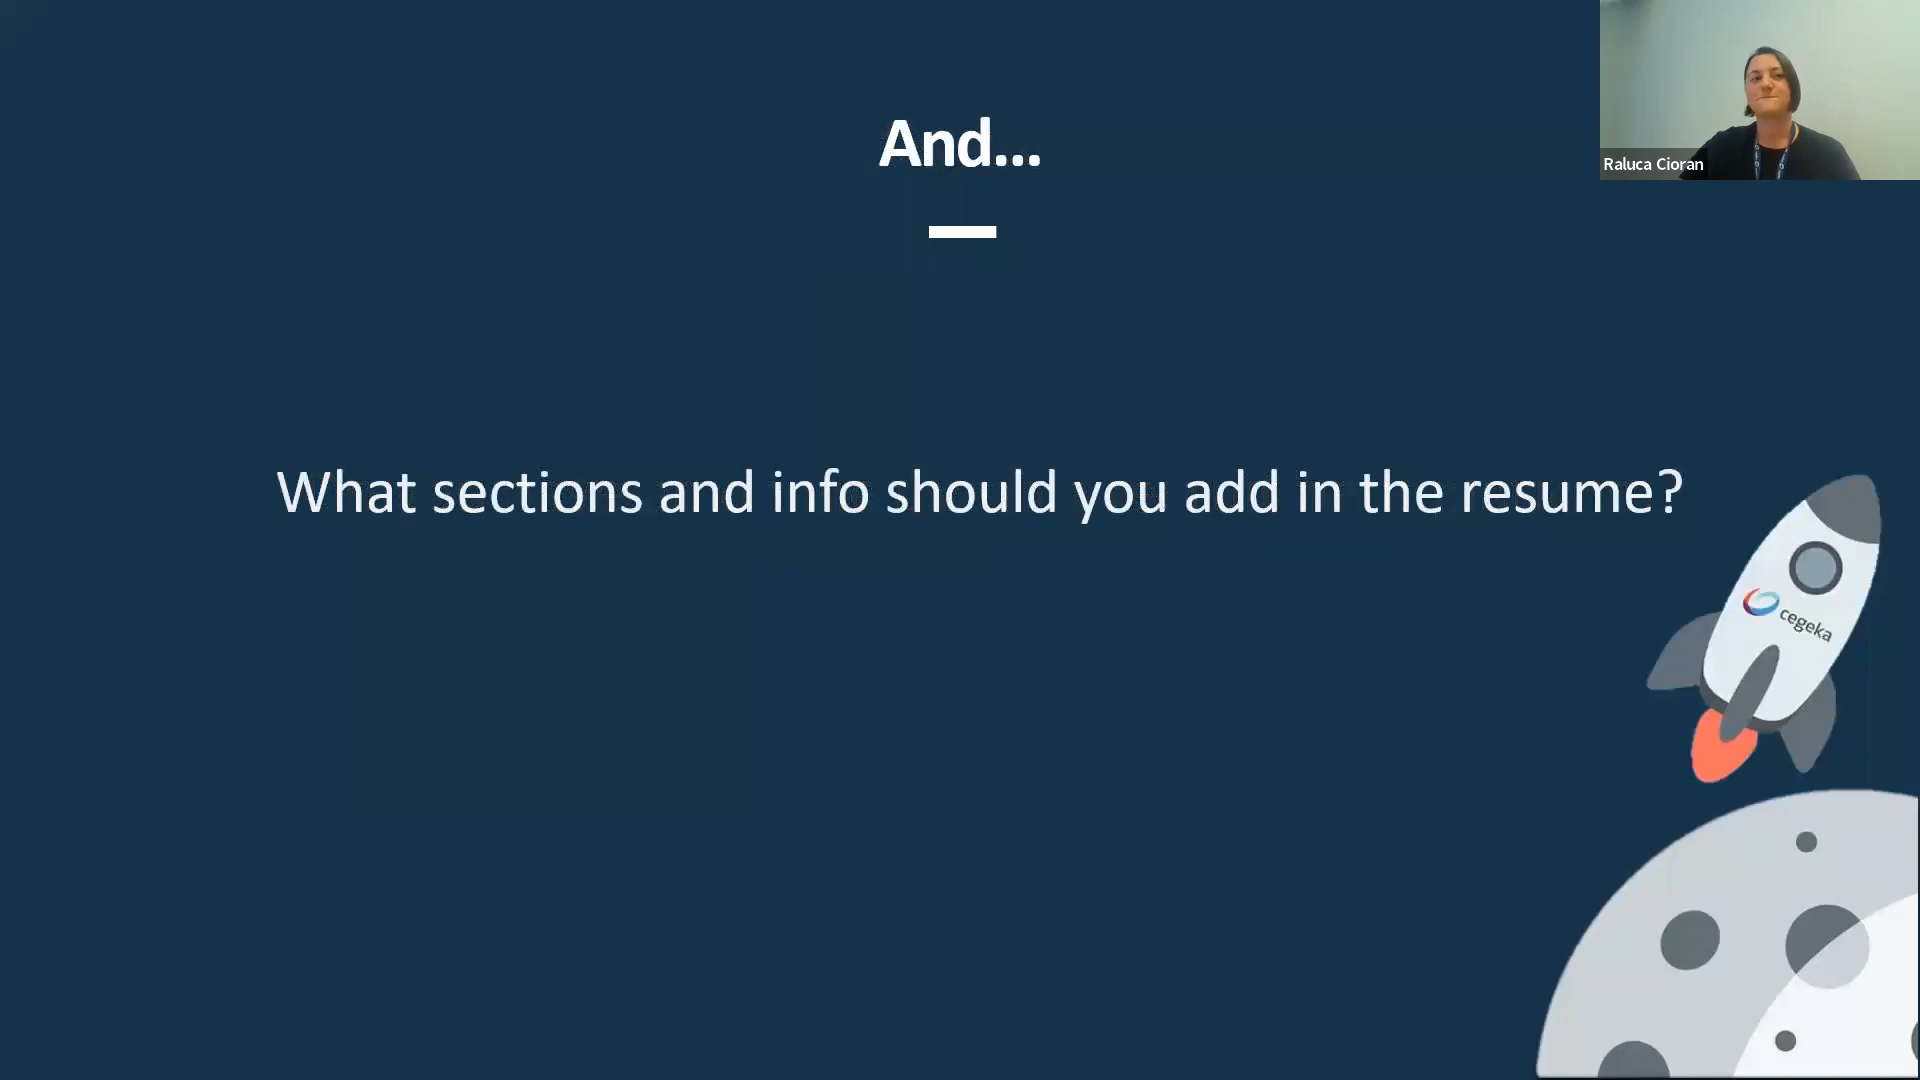 And...
Raluca Cioran
What sections and info should you add in the resume?
cegeka